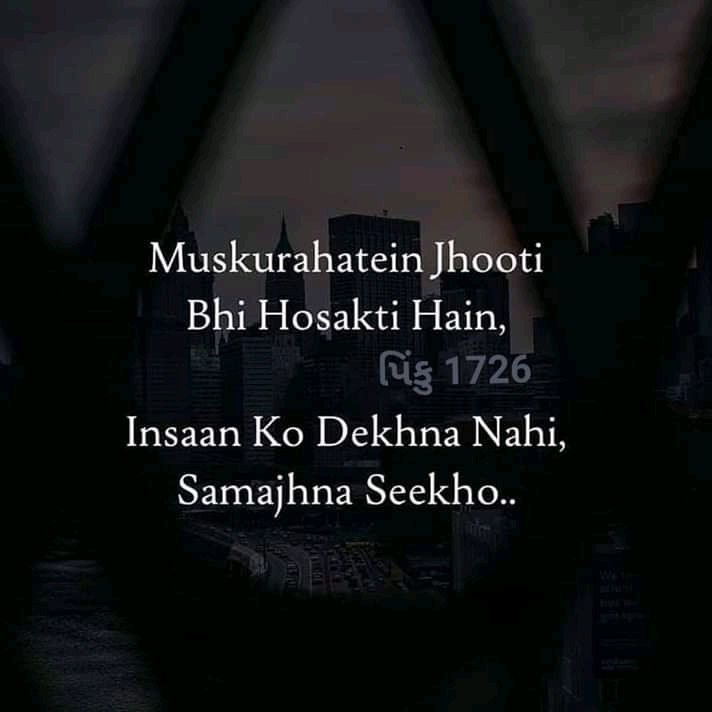 Muskurahatein Jhooti
Bhi Hosakti Hain,
પિંકુ 1726
Insaan Ko Dekhna Nahi,
Samajhna Seekho..